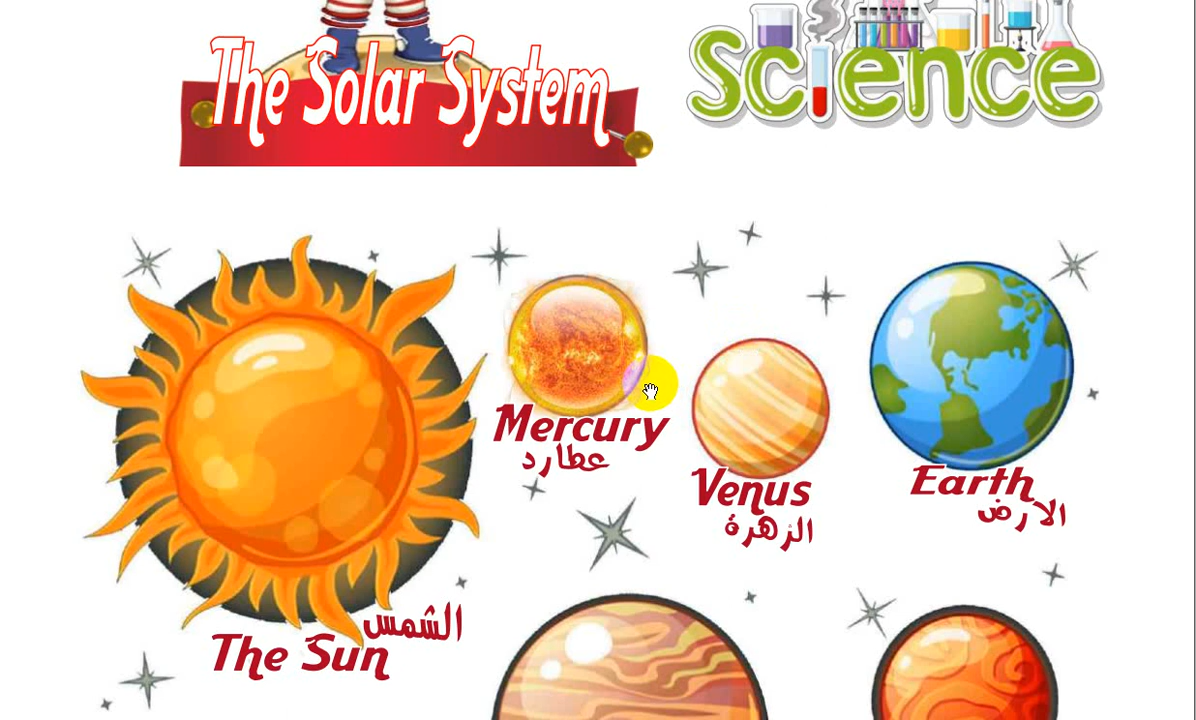 The Solar System
Science
Mercury
عطارد
Venus
الزهرة
Earth
الارض
الشمس
The Sun